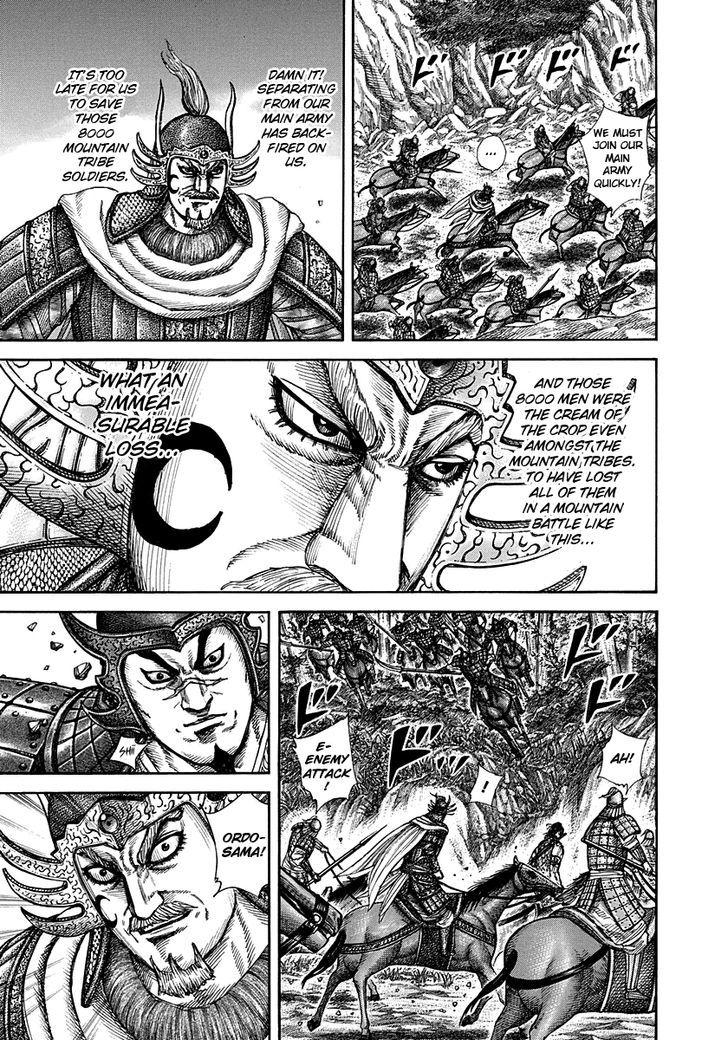 WE MUST
JOIN OUR
MAIN
ARMY
QUICKLY!
...
ドドド
DAMN IT!
SEPARATING
FROM OUR
MAIN ARMY
HAS BACK-
FIRED ON
US.
IT'S TOO
LATE FOR US
TO SAVE
THOSE
8000
MOUNTAIN
TRIBE
SOLDIERS.
AND THOSE
8000 MEN WERE
THE CREAM OF
THE CROP EVEN
AMONGST THE
MOUNTAIN TRIBES.
TO HAVE LOST
ALL OF THEM
IN A MOUNTAIN
BATTLE LIKE
THIS...
WHAT AN
IMMEA-
SURABLE
LOSS...
ドドド
AH!
!
E-
ENEMY
ATTACK
!
SHII
ORDO-
SAMA!